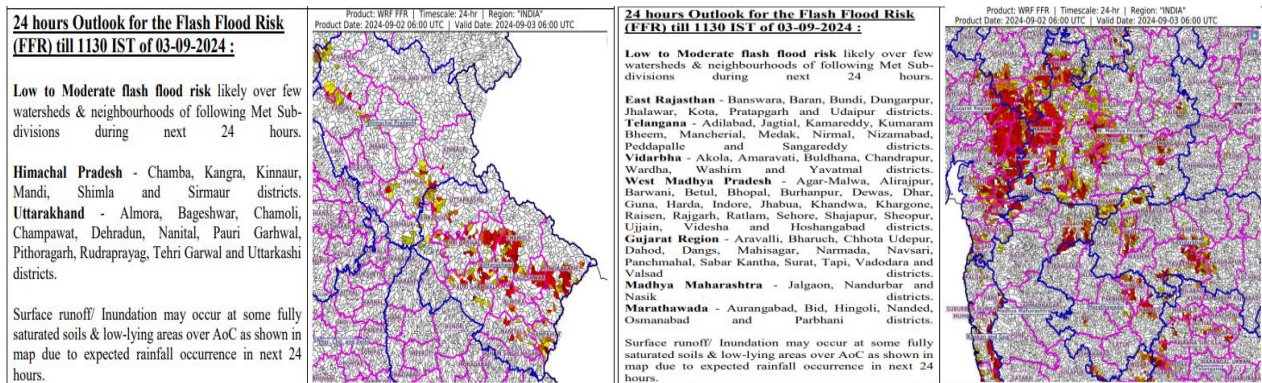 24 hours Outlook for the Flash Flood Risk
(FFR) till 1130 IST of 03-09-2024 :
Low to Moderate flash flood risk likely over few
watersheds & neighbourhoods of following Met Sub-
divisions during next 24 hours.
Himachal Pradesh - Chamba, Kangra, Kinnaur,
Mandi, Shimla and Sirmaur districts.
Uttarakhand - Almora, Bageshwar, Chamoli,
Champawat, Dehradun, Nanital, Pauri Garhwal,
Pithoragarh, Rudraprayag, Tehri Garwal and Uttarkashi
districts.
Surface runoff/ Inundation may occur at some fully
saturated soils & low-lying areas over AoC as shown in
map due to expected rainfall occurrence in next 24
hours.
Product: WRF FFR | Timescale: 24-hr | Region: "INDIA"
Product Date: 2024-09-02 06:00 UTC | Valid Date: 2024-09-03 06:00 UTC
LAHUL AND SPITI
Himachal Pradesh
24 hours Outlook for the Flash Flood Risk
(FFR) till 1130 IST of 03-09-2024 :
Low to Moderate flash flood risk likely over few
watersheds & neighbourhoods of following Met Sub-
divisions during next 24 hours.
East Rajasthan - Banswara, Baran, Bundi, Dungarpur,
Jhalawar, Kota, Pratapgarh and Udaipur districts.
Telangana - Adilabad, Jagtial, Kamareddy, Kumaram
Bheem, Mancherial, Medak, Nirmal, Nizamabad,
Peddapalle and Sangareddy districts.
Vidarbha - Akola, Amaravati, Buldhana, Chandrapur,
Wardha, Washim and Yavatmal districts.
West Madhya Pradesh - Agar-Malwa, Alirajpur,
Barwani, Betul, Bhopal, Burhanpur, Dewas, Dhar,
Guna, Harda, Indore, Jhabua, Khandwa, Khargone,
Raisen, Rajgarh, Ratlam, Sehore, Shajapur, Sheopur,
Ujjain, Videsha and Hoshangabad districts.
Gujarat Region - Aravalli, Bharuch, Chhota Udepur,
Dahod, Dangs, Mahisagar, Narmada, Navsari,
Panchmahal, Sabar Kantha, Surat, Tapi, Vadodara and
Valsad districts.
Madhya Maharashtra - Jalgaon, Nandurbar and
Nasik districts.
Marathawada - Aurangabad, Bid, Hingoli, Nanded,
Osmanabad and Parbhani districts.
Surface runoff/ Inundation may occur at some fully
saturated soils & low-lying areas over AoC as shown in
map due to expected rainfall occurrence in next 24
hours.
Product: WRF FFR | Timescale: 24-hr | Region: "INDIA"
Product Date: 2024-09-02 06:00 UTC | Valid Date: 2024-09-03 06:00 UTC